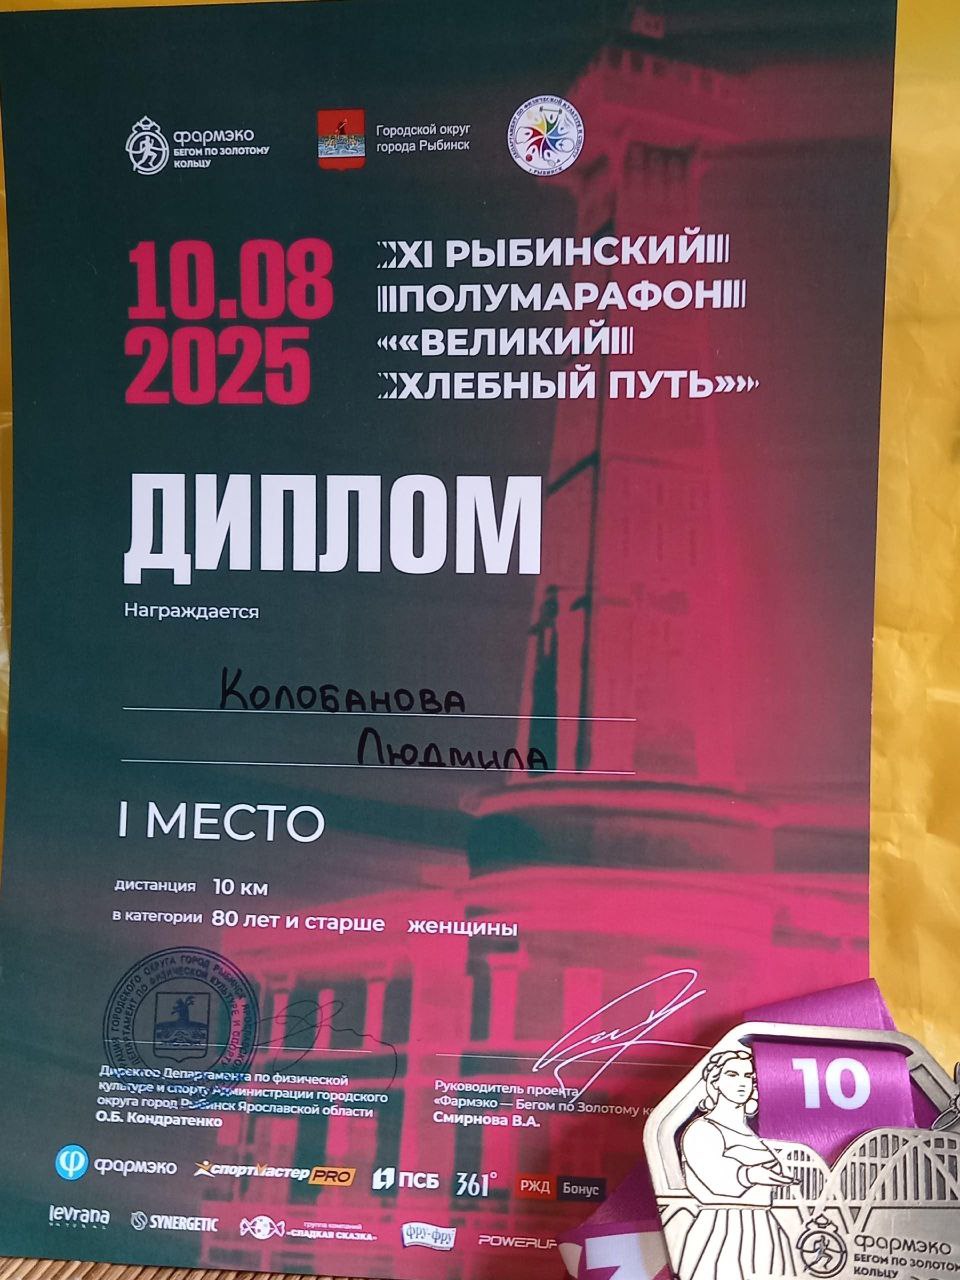 фармэко
БЕГОМ ПО ЗОЛОТОМУ
КОЛЬЦУ
Городской округ
города Рыбинск
10.08
2025
XI РЫБИНСКИЙ
ПОЛУМАРАФОН
«ВЕЛИКИЙ
ХЛЕБНЫЙ ПУТЬ»
ДИПЛОМ
Награждается
Колобанова
Людмила
I МЕСТО
дистанция 10 км
в категории 80 лет и старше женщины
Директор Департамента по физической
культуре и спорту Администрации городского
округа город Рыбинск Ярославской области
О.Б. Кондратенко
Руководитель проекта
«Фармэко — Бегом по Золотому
Смирнова В.А.
фармэко
спортмастер PRO
ПСБ
361°
РЖД Бонус
levrana
SYNERGETIC
группа компаний
«СЛАДКАЯ СКАЗКА»
фру-фру
POWERUP
10
фармэко
БЕГОМ ПО ЗОЛОТОМУ
КОЛЬЦУ